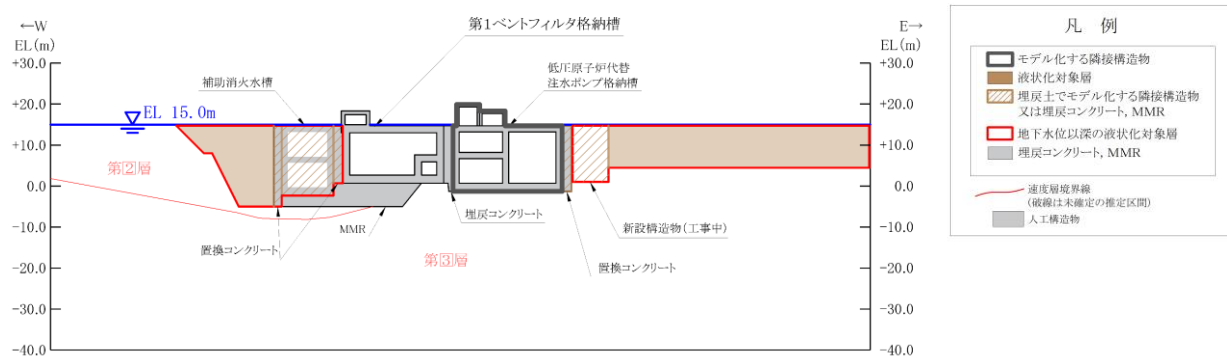 ←W
EL(m)
+30.0
+20.0
+10.0
0.0
-10.0
-20.0
-30.0
-40.0
EL 15.0m
補助消火水槽
第1ベントフィルタ格納槽
低圧原子炉代替
注水ポンプ格納槽
第②層
置換コンクリート
MMR
埋戻コンクリート
第③層
新設構造物(工事中)
置換コンクリート
E→
EL(m)
+30.0
+20.0
+10.0
0.0
-10.0
-20.0
-30.0
-40.0
凡 例
モデル化する隣接構造物
液状化対象層
埋戻土でモデル化する隣接構造物
又は埋戻コンクリート, MMR
地下水位以深の液状化対象層
埋戻コンクリート, MMR
速度層境界線
(破線は未確定の推定区間)
人工構造物